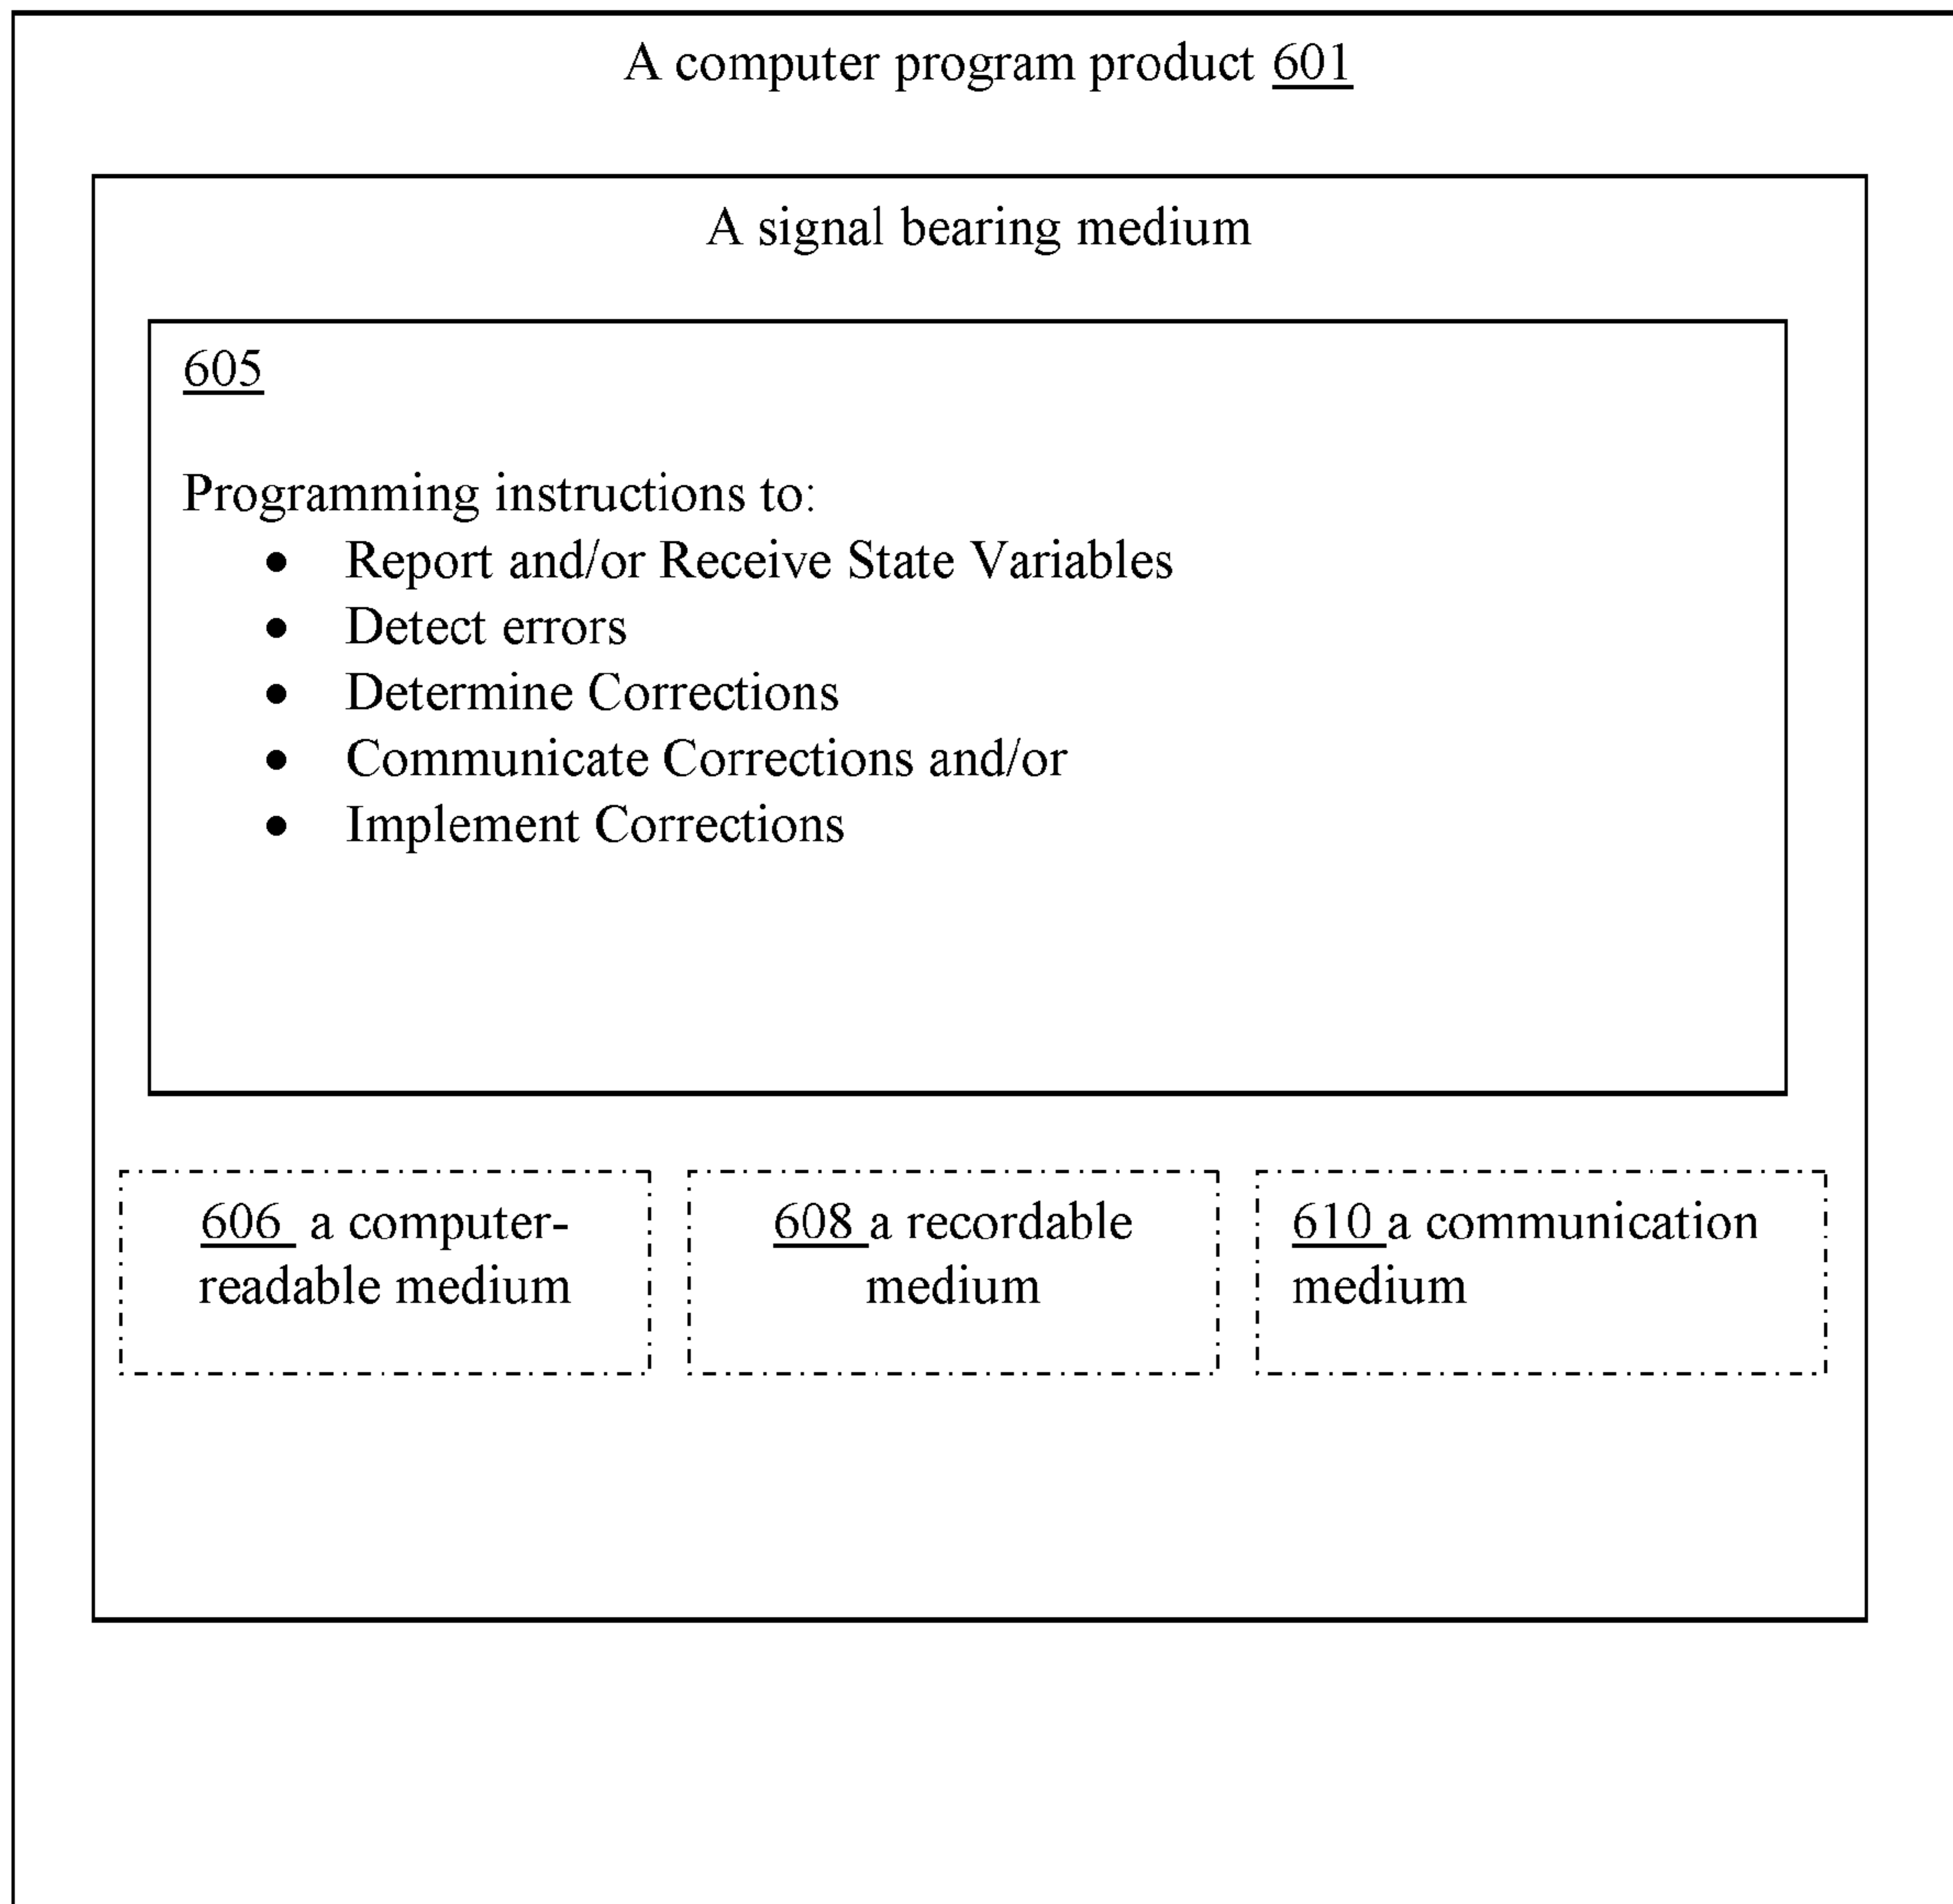 A computer program product 601
A signal bearing medium
605
Programming instructions to:
● Report and/or Receive State Variables
● Detect errors
● Determine Corrections
● Communicate Corrections and/or
● Implement Corrections
606 a computer-
readable medium
608 a recordable
medium
610 a communication
medium